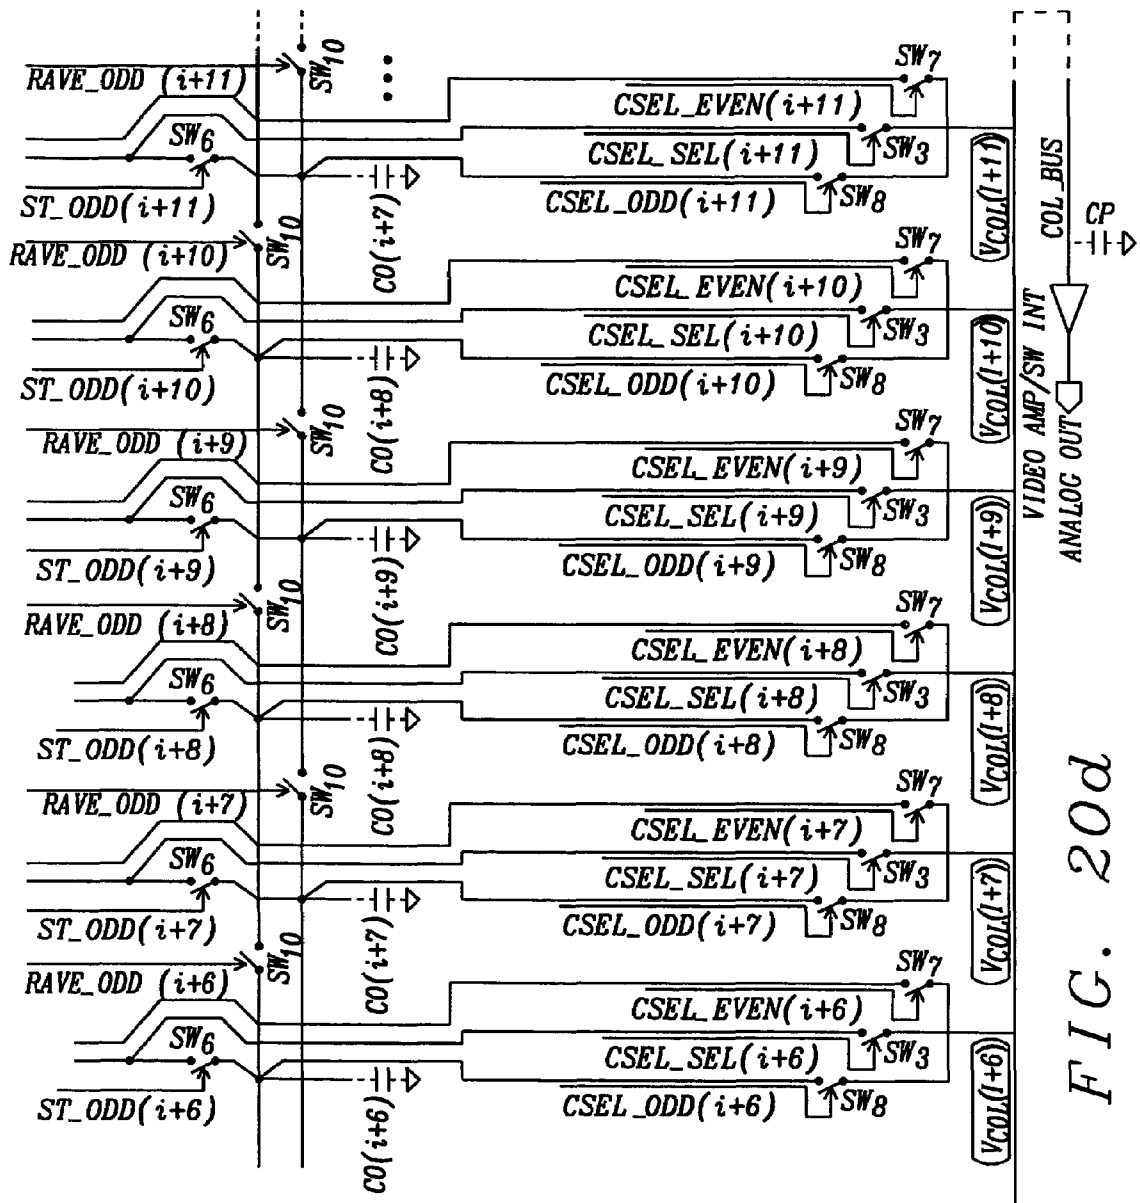 RAVE_ODD (i+11)
SW10
SW7
CSEL_EVEN(i+11)
SW6
CSEL_SEL(i+11)
SW3
ST_ODD(i+11)
CSEL_ODD(i+11)
SW8
CO(i+7)
VCOL(I+11)
COL_BUS
CP
RAVE_ODD (i+10)
SW10
SW7
CSEL_EVEN(i+10)
SW6
CSEL_SEL(i+10)
SW3
ST_ODD(i+10)
CSEL_ODD(i+10)
SW8
CO(i+8)
VCOL(I+10)
VIDEO AMP/SW INT
ANALOG OUT
RAVE_ODD (i+9)
SW10
SW7
CSEL_EVEN(i+9)
SW6
CSEL_SEL(i+9)
SW3
ST_ODD(i+9)
CSEL_ODD(i+9)
SW8
CO(i+9)
VCOL(I+9)
RAVE_ODD (i+8)
SW10
SW7
CSEL_EVEN(i+8)
SW6
CSEL_SEL(i+8)
SW3
ST_ODD(i+8)
CSEL_ODD(i+8)
SW8
CO(i+8)
VCOL(I+8)
RAVE_ODD (i+7)
SW10
SW7
CSEL_EVEN(i+7)
SW6
CSEL_SEL(i+7)
SW3
ST_ODD(i+7)
CSEL_ODD(i+7)
SW8
CO(i+7)
VCOL(I+7)
RAVE_ODD (i+6)
SW10
SW7
CSEL_EVEN(i+6)
SW6
CSEL_SEL(i+6)
SW3
ST_ODD(i+6)
CSEL_ODD(i+6)
SW8
CO(i+6)
VCOL(I+6)
FIG. 20d